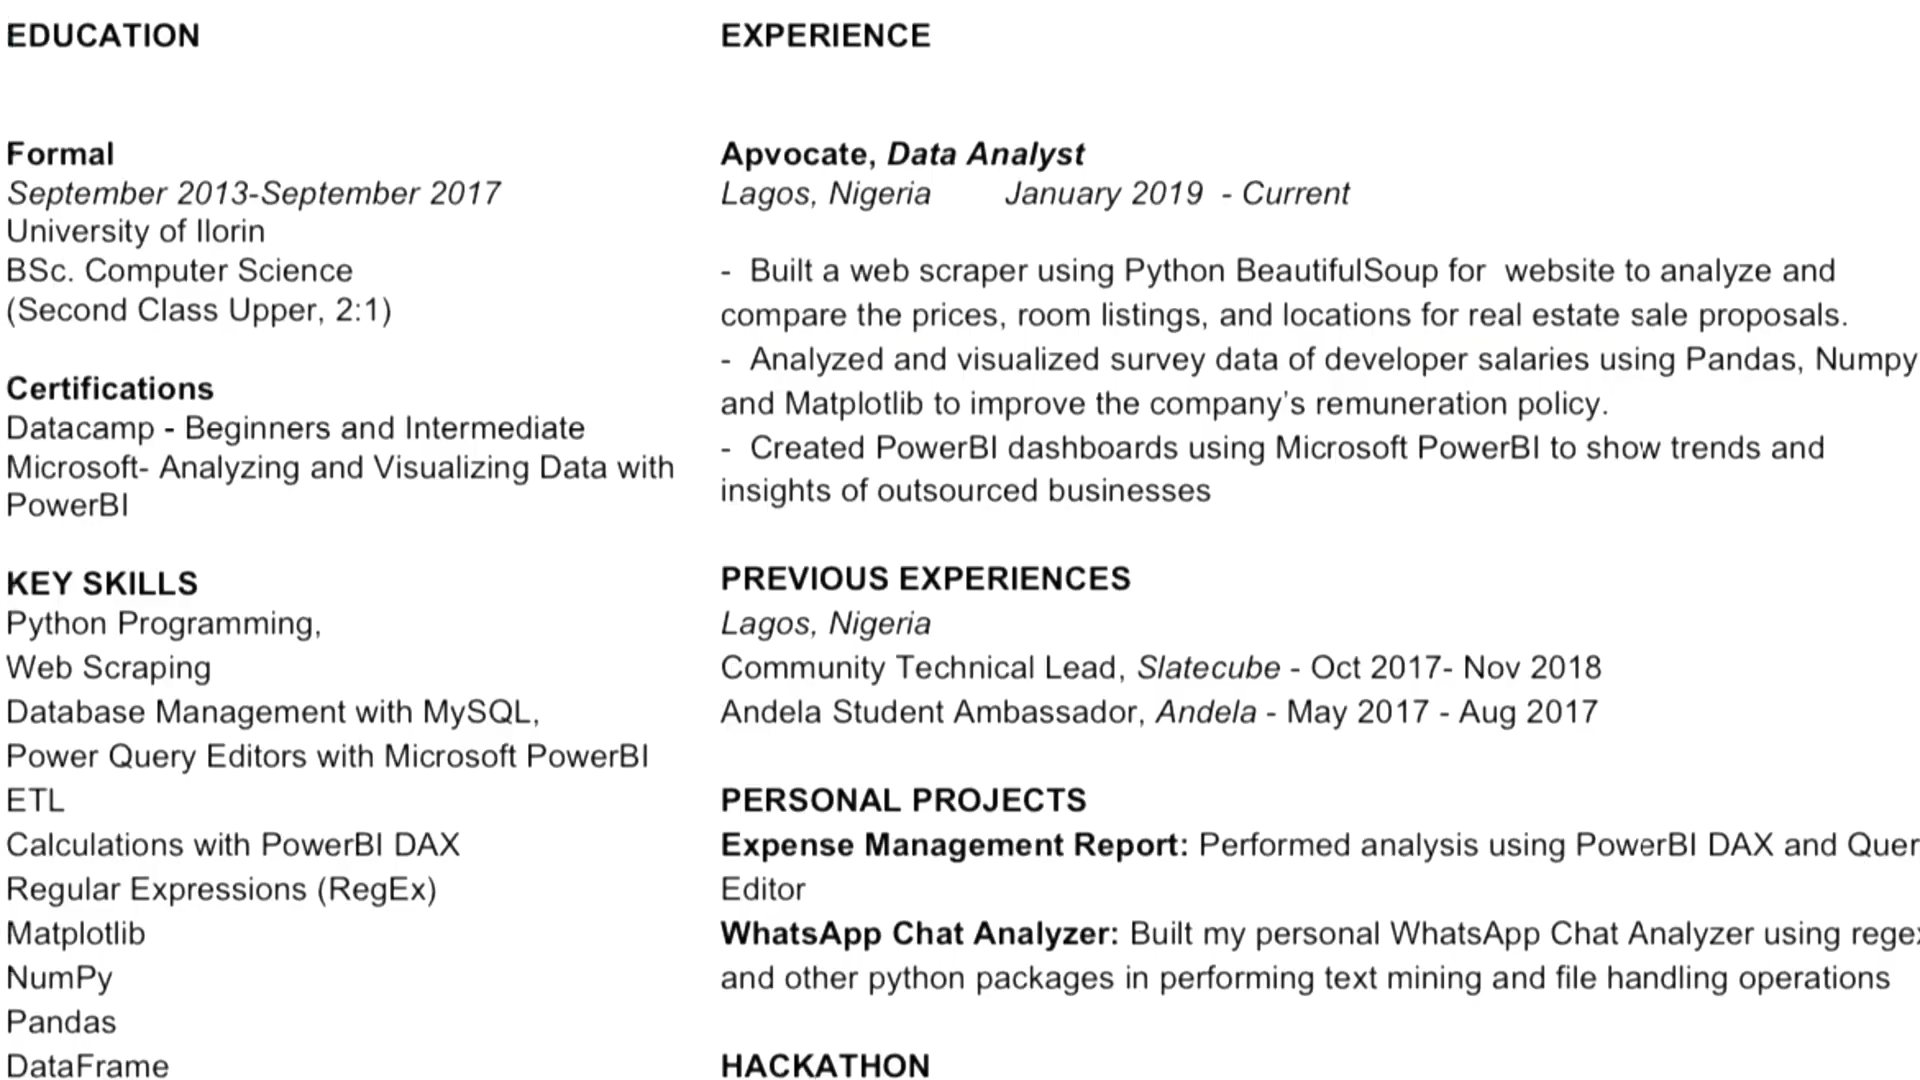 EDUCATION
Formal
September 2013-September 2017
University of Ilorin
BSc. Computer Science
(Second Class Upper, 2:1)
Certifications
Datacamp - Beginners and Intermediate
Microsoft- Analyzing and Visualizing Data with
PowerBI
KEY SKILLS
Python Programming,
Web Scraping
Database Management with MySQL,
Power Query Editors with Microsoft PowerBI
ETL
Calculations with PowerBI DAX
Regular Expressions (RegEx)
Matplotlib
NumPy
Pandas
DataFrame
EXPERIENCE
Apvocate, Data Analyst
Lagos, Nigeria January 2019 - Current
- Built a web scraper using Python BeautifulSoup for website to analyze and
compare the prices, room listings, and locations for real estate sale proposals.
- Analyzed and visualized survey data of developer salaries using Pandas, Numpy
and Matplotlib to improve the company’s remuneration policy.
- Created PowerBI dashboards using Microsoft PowerBI to show trends and
insights of outsourced businesses
PREVIOUS EXPERIENCES
Lagos, Nigeria
Community Technical Lead, Slatecube - Oct 2017- Nov 2018
Andela Student Ambassador, Andela - May 2017 - Aug 2017
PERSONAL PROJECTS
Expense Management Report: Performed analysis using PowerBI DAX and Quer
Editor
WhatsApp Chat Analyzer: Built my personal WhatsApp Chat Analyzer using rege
and other python packages in performing text mining and file handling operations
HACKATHON